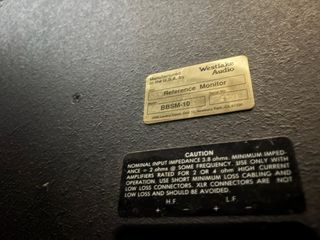 Manufactured
in the U.S.A. by
Westlake
Audio
Reference Monitor
BBSM-10
CAUTION
NOMINAL INPUT IMPEDANCE 3.8 ohms. MINIMUM IMPED-
ANCE = 2 ohms @ SOME FREQUENCY. USE ONLY WITH
AMPLIFIERS RATED FOR 2 OR 4 ohm HIGH CURRENT
OUTPUTS. USE SHORT MINIMUM LOSS CABLING AND
LOW LOSS CONNECTORS. XLR CONNECTORS ARE NOT
LOW LOSS AND SHOULD BE AVOIDED.
H.F. L.F.